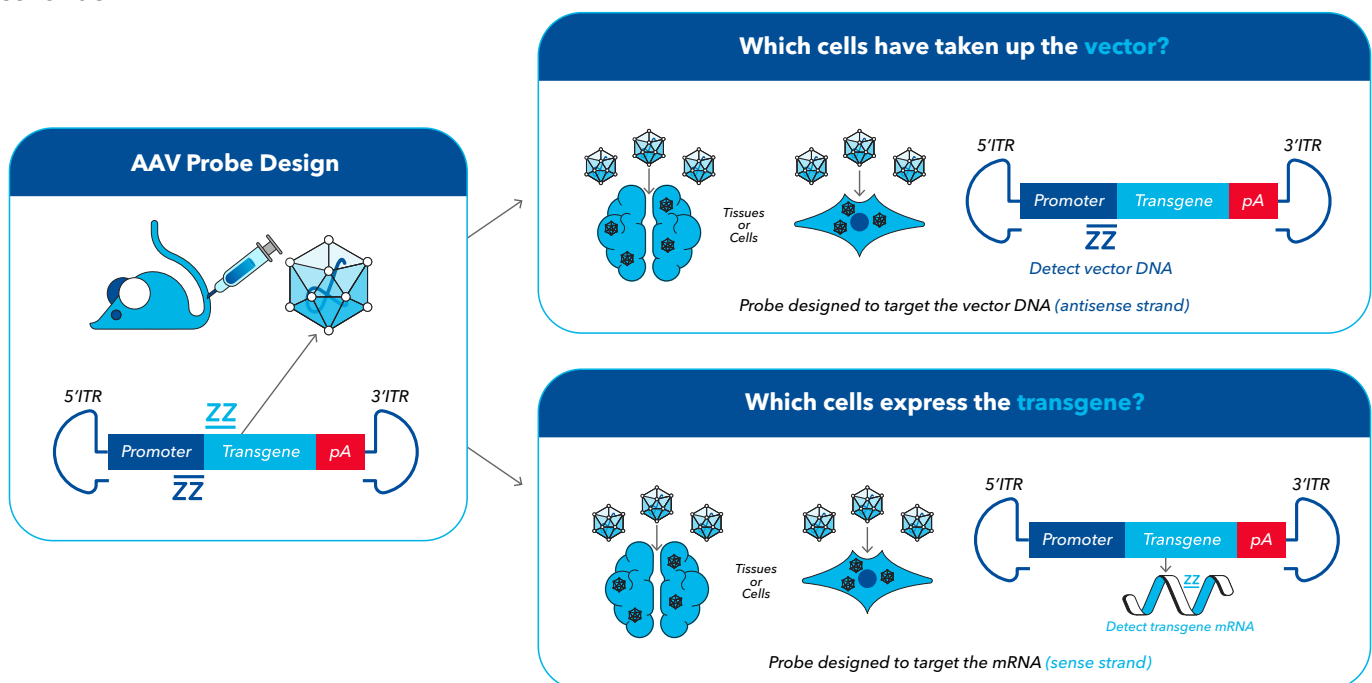 AAV Probe Design
5'ITR
3'ITR
ZZ
Promoter
Transgene
pA
ZZ
Which cells have taken up the vector?
Tissues
or
Cells
5'ITR
3'ITR
Promoter
Transgene
pA
ZZ
Detect vector DNA
Probe designed to target the vector DNA (antisense strand)
Which cells express the transgene?
Tissues
or
Cells
5'ITR
3'ITR
Promoter
Transgene
pA
ZZ
Detect transgene mRNA
Probe designed to target the mRNA (sense strand)